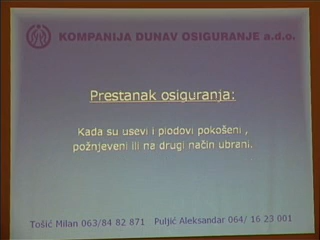 KOMPANIJA DUNAV OSIGURANJE a.d.o.
Prestanak osiguranja:
Kada su usevi i plodovi pokošeni ,
požnjeveni ili na drugi način ubrani.
Tošić Milan 063/84 82 871 Puljić Aleksandar 064/ 16 23 001